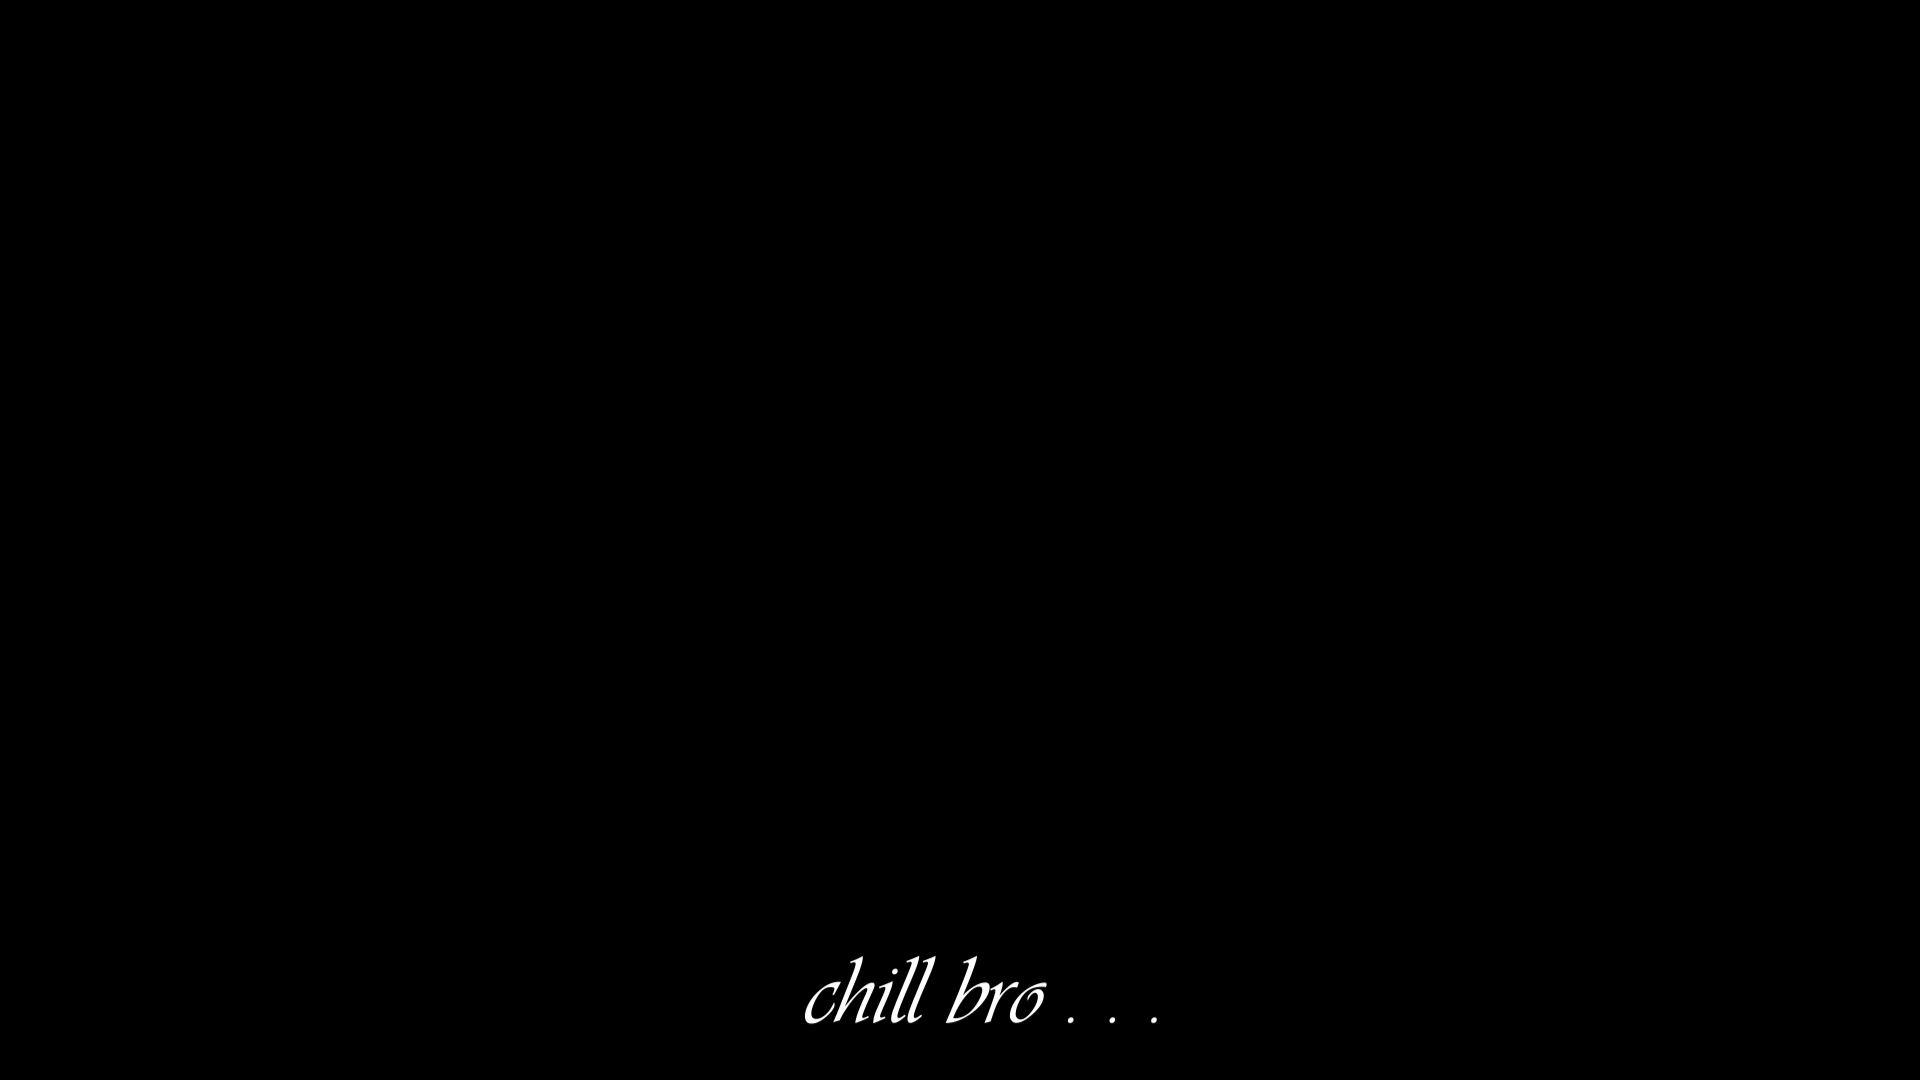 chill bro . . .